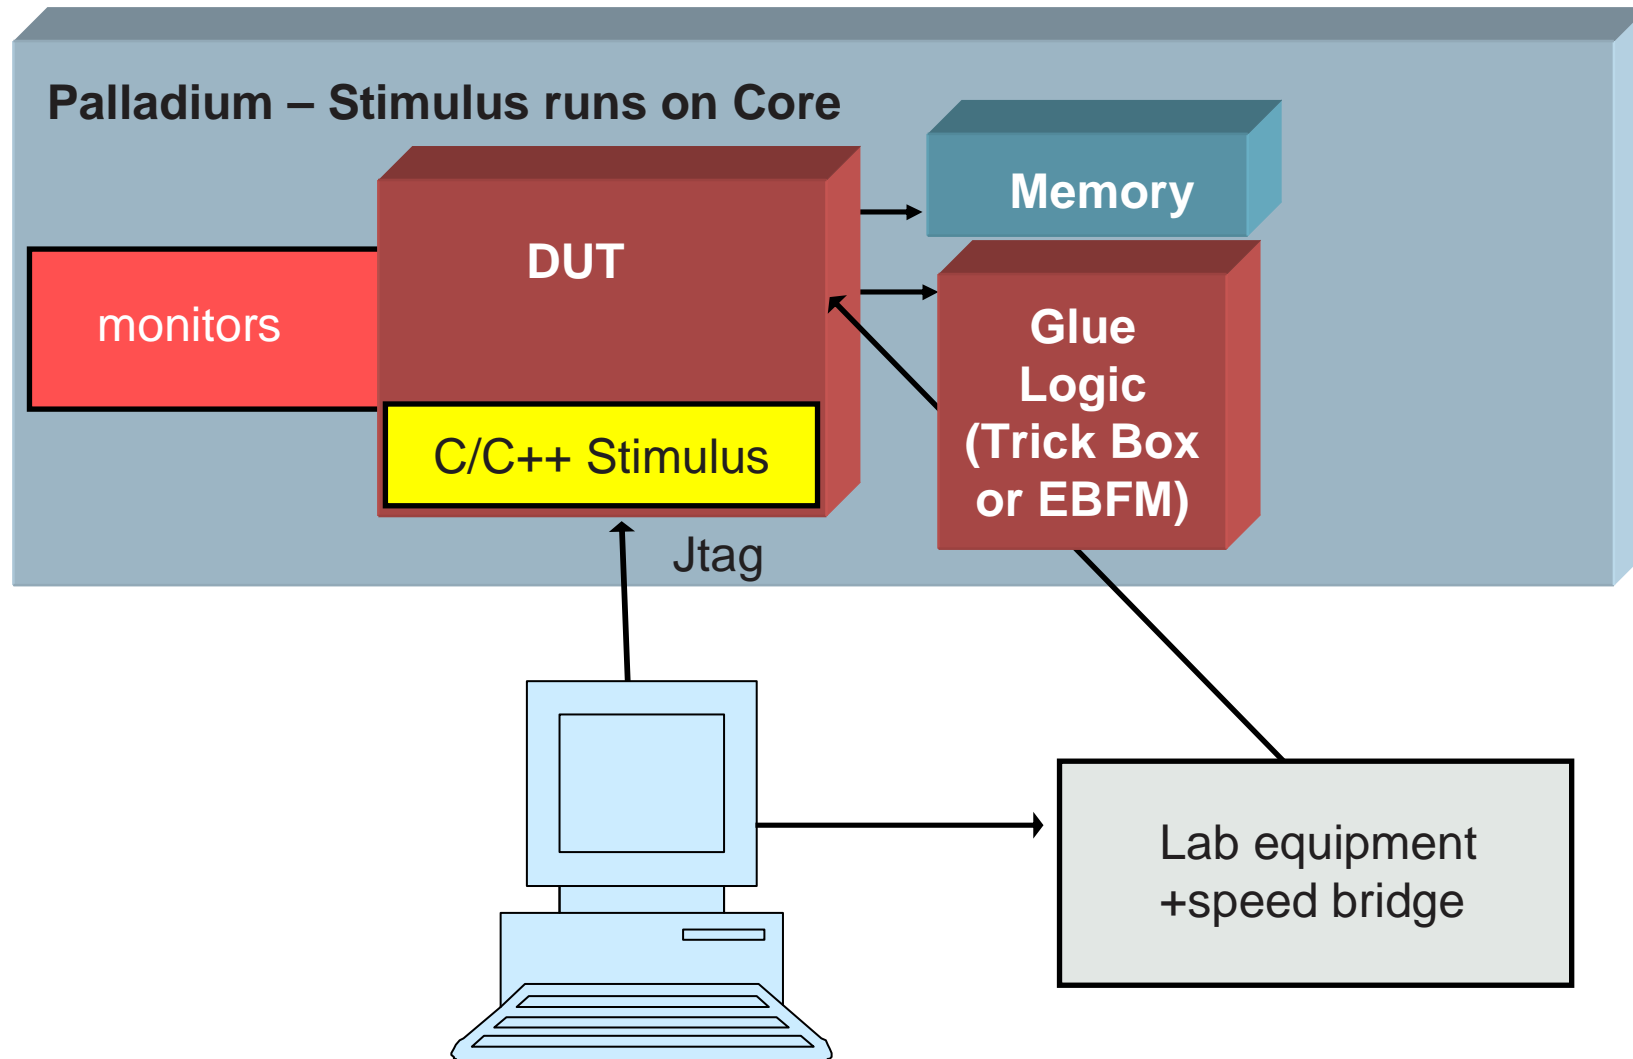 Palladium – Stimulus runs on Core
Memory
DUT
monitors
Glue
Logic
(Trick Box
or EBFM)
C/C++ Stimulus
Jtag
Lab equipment
+speed bridge